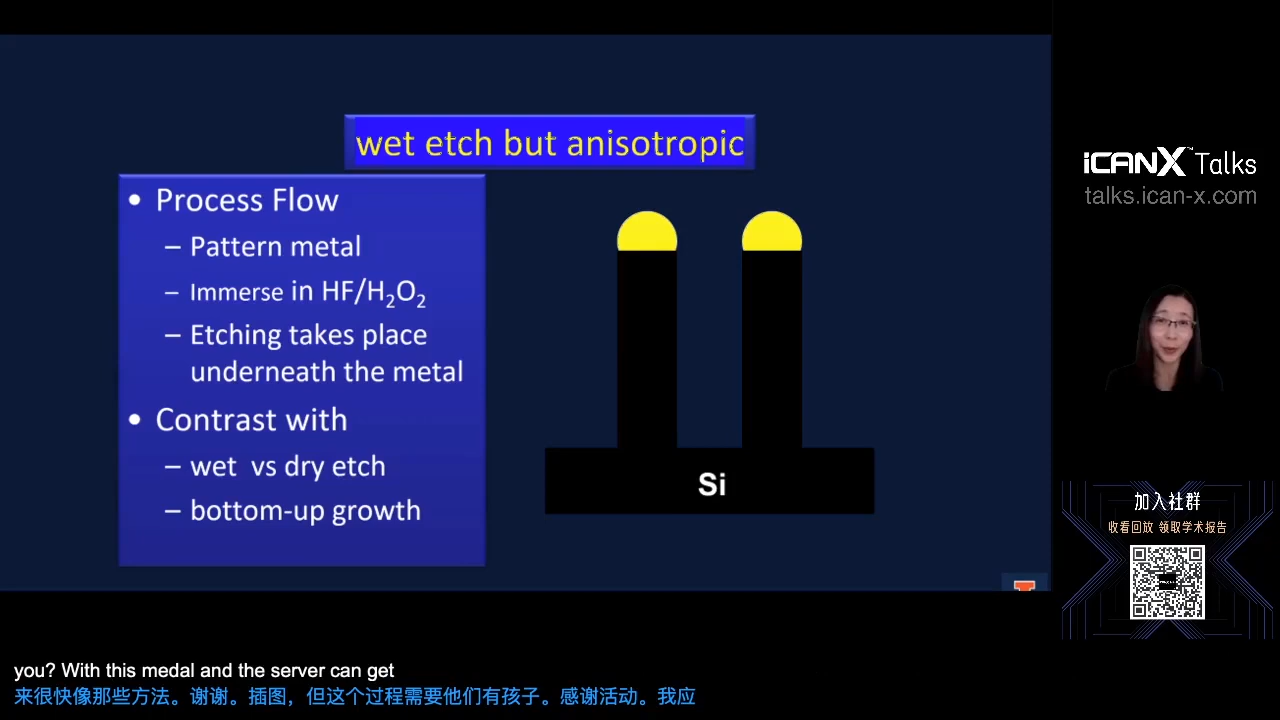 wet etch but anisotropic
• Process Flow
– Pattern metal
– Immerse in HF/H₂O₂
– Etching takes place
underneath the metal
• Contrast with
– wet vs dry etch
– bottom-up growth
Si
iCANX™ Talks
talks.ican-x.com
加入社群
收看回放 领取学术报告
you? With this medal and the server can get
来很快像那些方法。谢谢。插图，但这个过程需要他们有孩子。感谢活动。我应